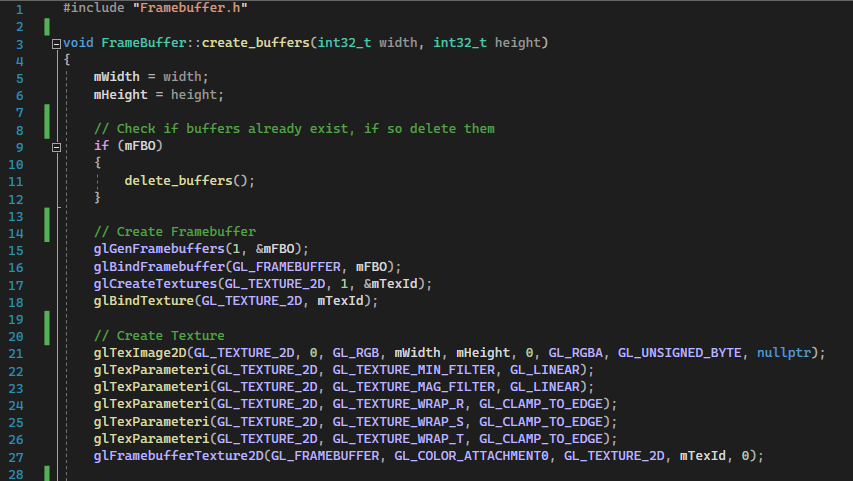 1 #include "Framebuffer.h"
2
3 void FrameBuffer::create_buffers(int32_t width, int32_t height)
4 {
5 mWidth = width;
6 mHeight = height;
7
8 // Check if buffers already exist, if so delete them
9 if (mFBO)
10 {
11 delete_buffers();
12 }
13
14 // Create Framebuffer
15 glGenFramebuffers(1, &mFBO);
16 glBindFramebuffer(GL_FRAMEBUFFER, mFBO);
17 glCreateTextures(GL_TEXTURE_2D, 1, &mTexId);
18 glBindTexture(GL_TEXTURE_2D, mTexId);
19
20 // Create Texture
21 glTexImage2D(GL_TEXTURE_2D, 0, GL_RGB, mWidth, mHeight, 0, GL_RGBA, GL_UNSIGNED_BYTE, nullptr);
22 glTexParameteri(GL_TEXTURE_2D, GL_TEXTURE_MIN_FILTER, GL_LINEAR);
23 glTexParameteri(GL_TEXTURE_2D, GL_TEXTURE_MAG_FILTER, GL_LINEAR);
24 glTexParameteri(GL_TEXTURE_2D, GL_TEXTURE_WRAP_R, GL_CLAMP_TO_EDGE);
25 glTexParameteri(GL_TEXTURE_2D, GL_TEXTURE_WRAP_S, GL_CLAMP_TO_EDGE);
26 glTexParameteri(GL_TEXTURE_2D, GL_TEXTURE_WRAP_T, GL_CLAMP_TO_EDGE);
27 glFramebufferTexture2D(GL_FRAMEBUFFER, GL_COLOR_ATTACHMENT0, GL_TEXTURE_2D, mTexId, 0);
28